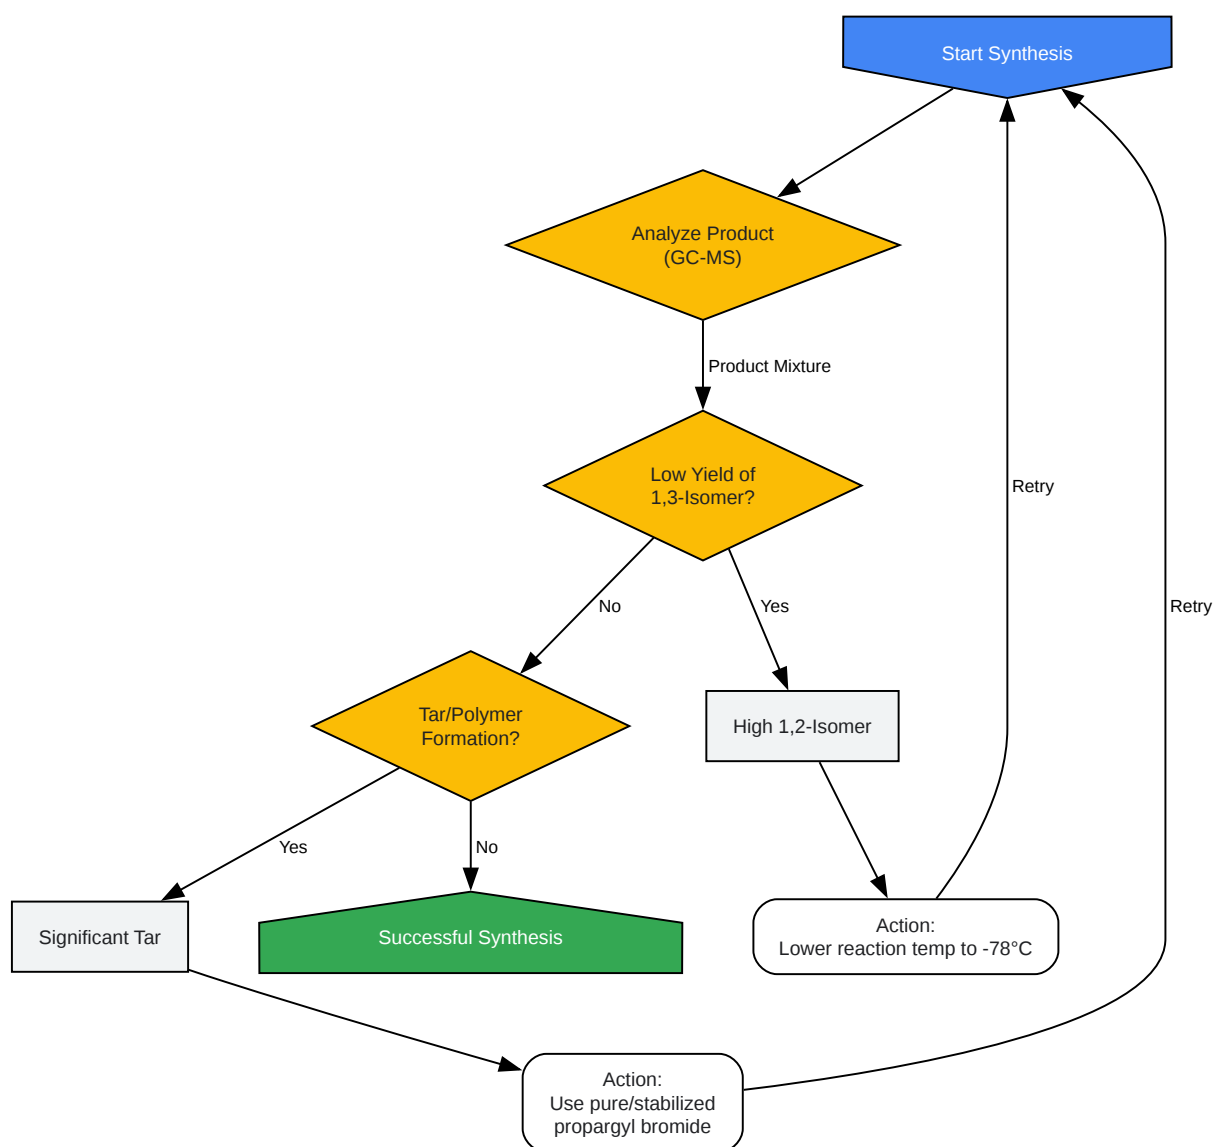 Start Synthesis
Analyze Product
(GC-MS)
Product Mixture
Low Yield of
1,3-Isomer?
Retry
No
Yes
Retry
Tar/Polymer
Formation?
High 1,2-Isomer
Yes
No
Significant Tar
Successful Synthesis
Action:
Lower reaction temp to -78°C
Action:
Use pure/stabilized
propargyl bromide